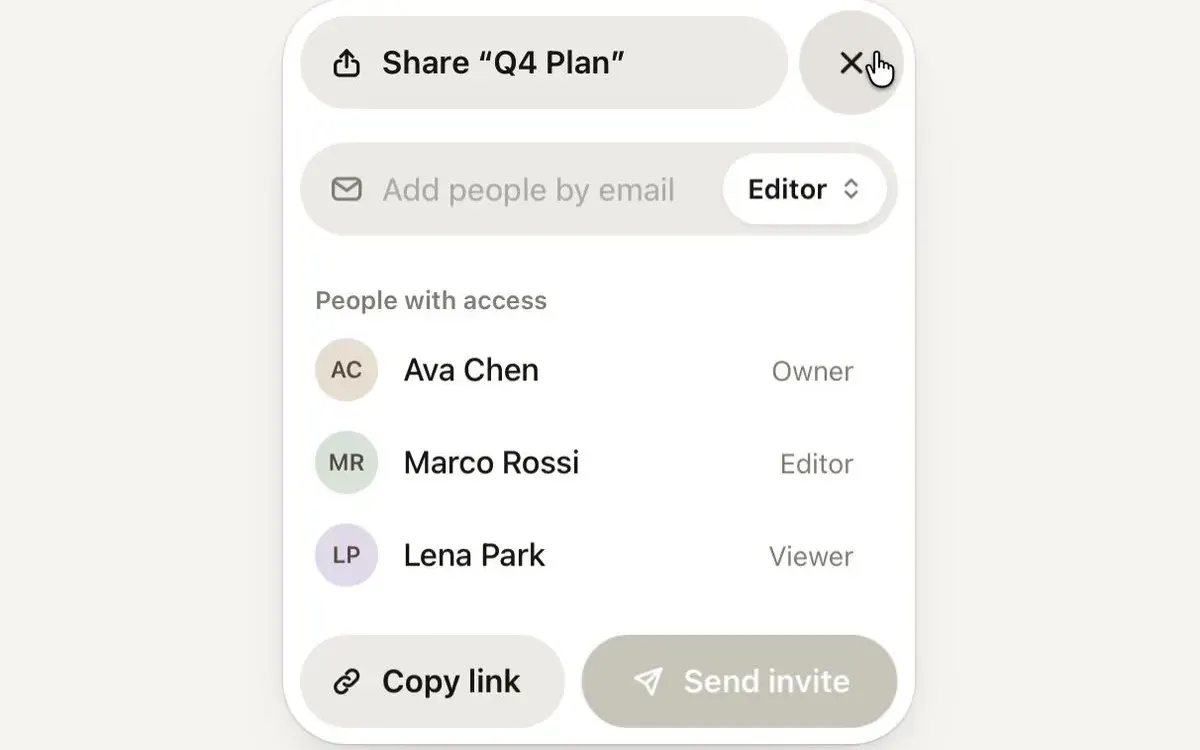 Share “Q4 Plan”
Add people by email
Editor
People with access
AC
Ava Chen
Owner
MR
Marco Rossi
Editor
LP
Lena Park
Viewer
Copy link
Send invite